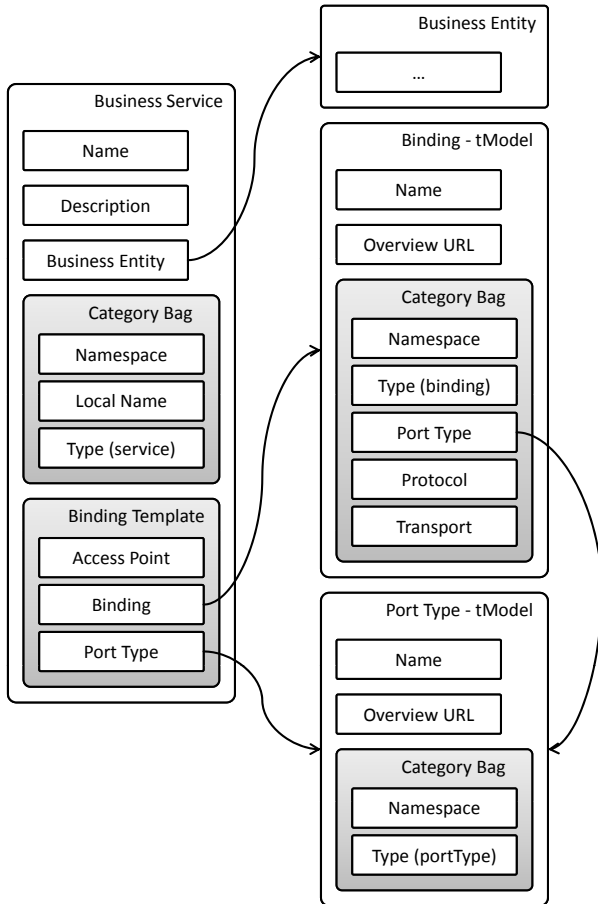 Business Service
Name
Description
Business Entity
Category Bag
Namespace
Local Name
Type (service)
Binding Template
Access Point
Binding
Port Type
Business Entity
...
Binding - tModel
Name
Overview URL
Category Bag
Namespace
Type (binding)
Port Type
Protocol
Transport
Port Type - tModel
Name
Overview URL
Category Bag
Namespace
Type (portType)